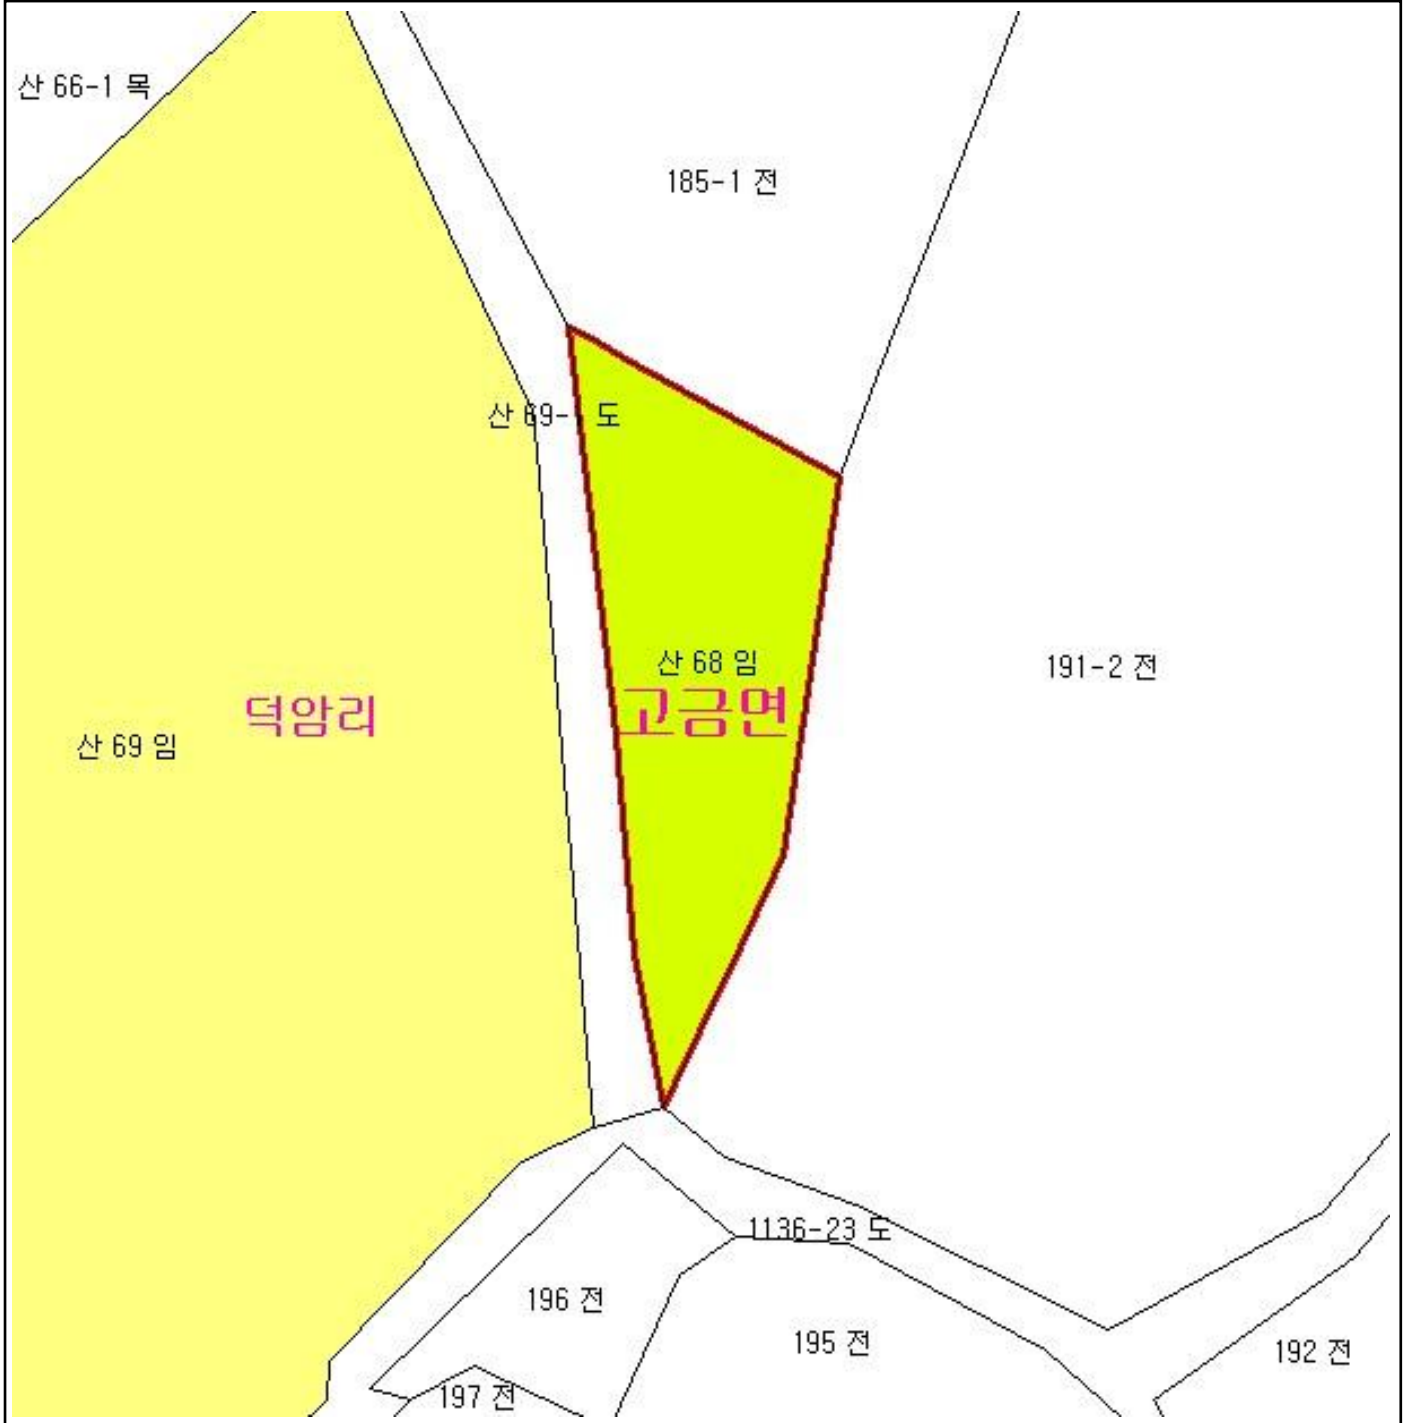 산 66-1 목
185-1 전
산 69-1 도
산 68 임
191-2 전
고금면
덕암리
산 69 임
1136-23 도
196 전
195 전
192 전
197 전